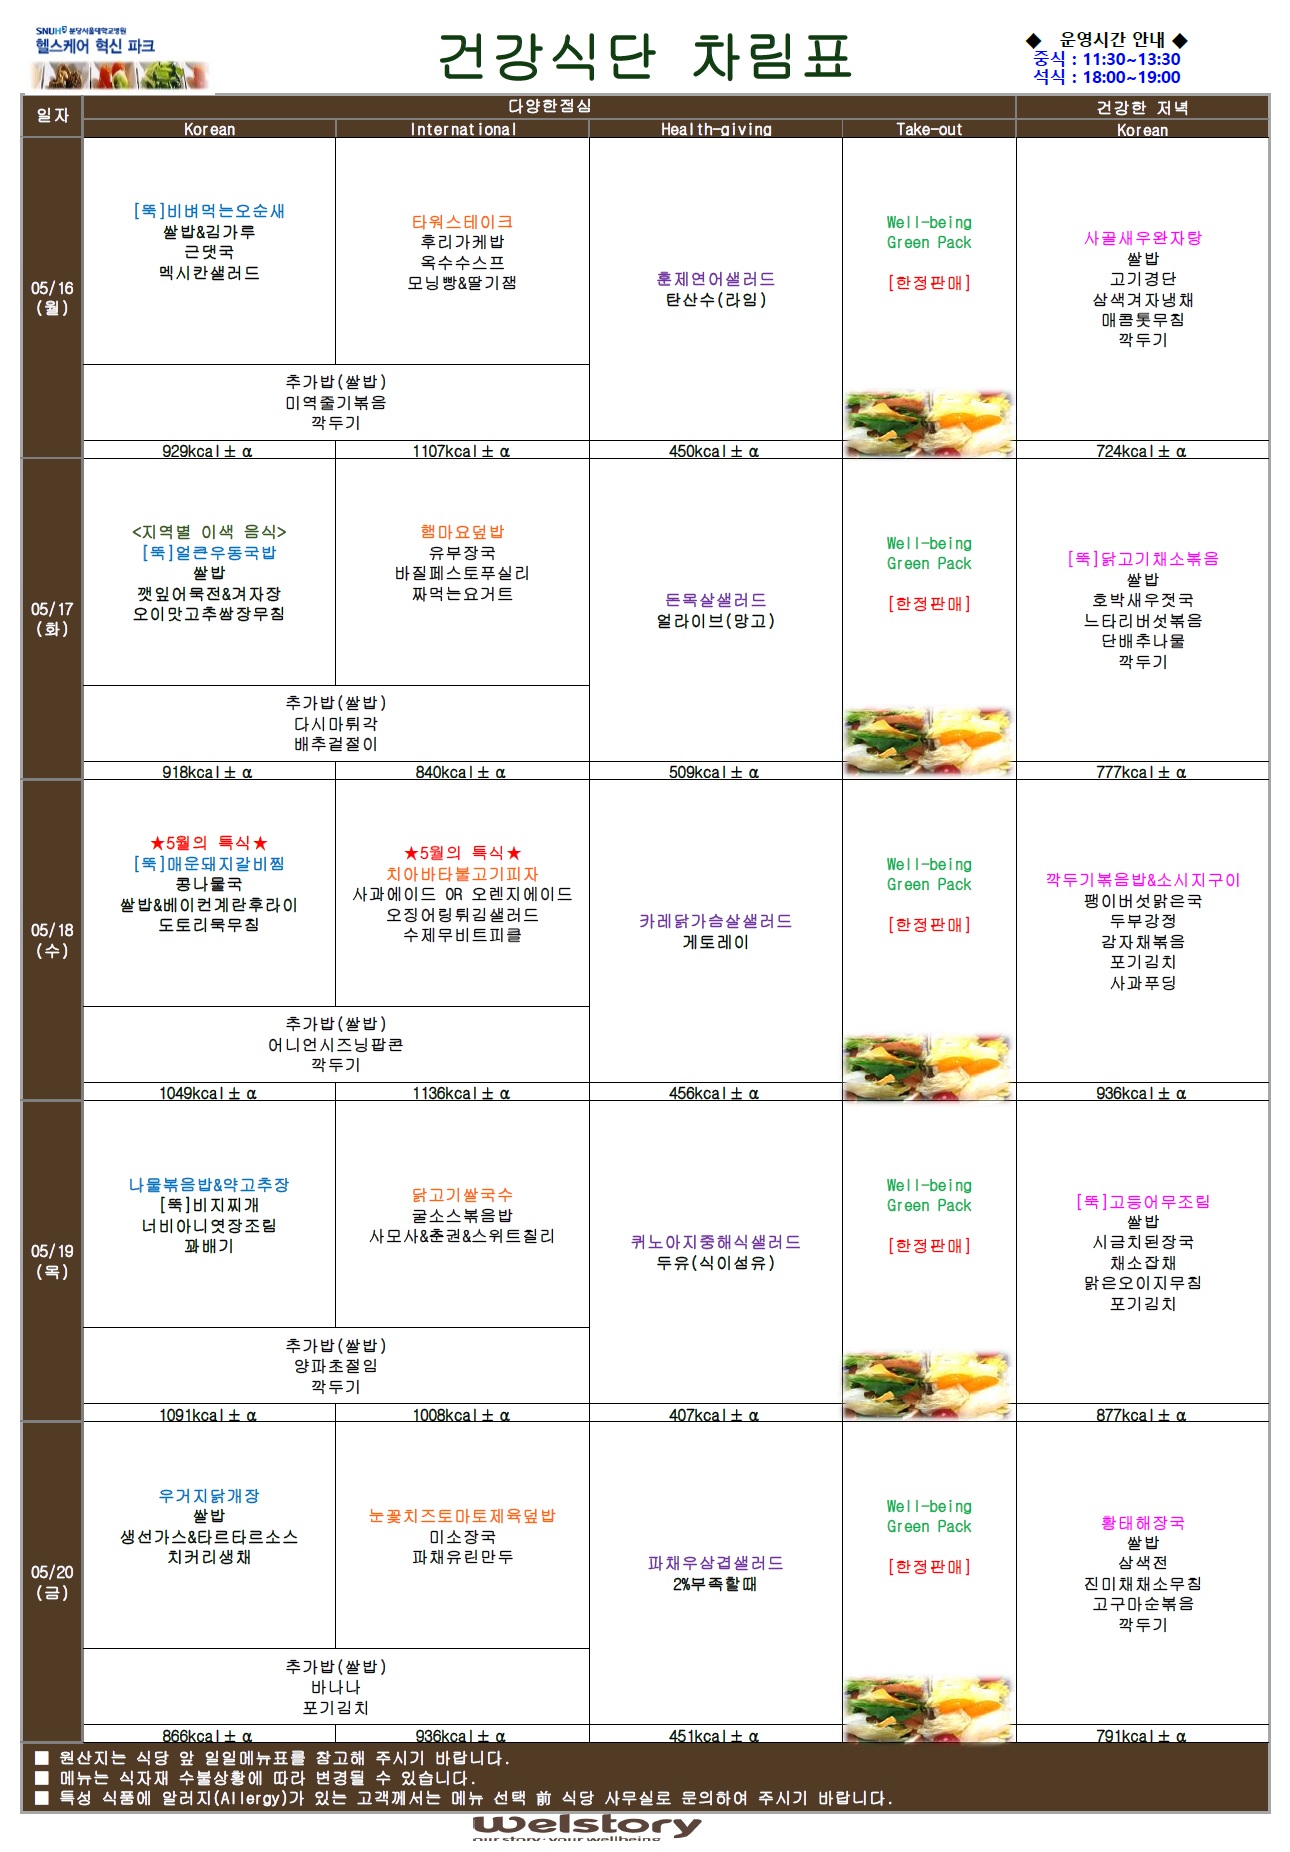 SNUH 분당서울대학교병원
헬스케어 혁신 파크
건강식단 차림표
◆ 운영시간 안내 ◆
중식 : 11:30~13:30
석식 : 18:00~19:00
일자
다양한점심
건강한 저녁
Korean
International
Health-giving
Take-out
Korean
05/16
(월)
[뚝]비벼먹는오순새
쌀밥&김가루
근댓국
멕시칸샐러드
타워스테이크
후리가케밥
옥수수스프
모닝빵&딸기잼
추가밥(쌀밥)
미역줄기볶음
깍두기
훈제연어샐러드
탄산수(라임)
Well-being
Green Pack
[한정판매]
사골새우완자탕
쌀밥
고기경단
삼색겨자냉채
매콤톳무침
깍두기
929kcal± α
1107kcal± α
450kcal± α
724kcal± α
05/17
(화)
<지역별 이색 음식>
[뚝]얼큰우동국밥
쌀밥
깻잎어묵전&겨자장
오이맛고추쌈장무침
햄마요덮밥
유부장국
바질페스토푸실리
짜먹는요거트
추가밥(쌀밥)
다시마튀각
배추겉절이
돈목살샐러드
얼라이브(망고)
Well-being
Green Pack
[한정판매]
[뚝]닭고기채소볶음
쌀밥
호박새우젓국
느타리버섯볶음
단배추나물
깍두기
918kcal± α
840kcal± α
509kcal± α
777kcal± α
05/18
(수)
★5월의 특식★
[뚝]매운돼지갈비찜
콩나물국
쌀밥&베이컨계란후라이
도토리묵무침
★5월의 특식★
치아바타불고기피자
사과에이드 OR 오렌지에이드
오징어링튀김샐러드
수제무비트피클
추가밥(쌀밥)
어니언시즈닝팝콘
깍두기
카레닭가슴살샐러드
게토레이
Well-being
Green Pack
[한정판매]
깍두기볶음밥&소시지구이
팽이버섯맑은국
두부강정
감자채볶음
포기김치
사과푸딩
1049kcal± α
1136kcal± α
456kcal± α
936kcal± α
05/19
(목)
나물볶음밥&약고추장
[뚝]비지찌개
너비아니엿장조림
꽈배기
닭고기쌀국수
굴소스볶음밥
사모사&춘권&스위트칠리
추가밥(쌀밥)
양파초절임
깍두기
퀴노아지중해식샐러드
두유(식이섬유)
Well-being
Green Pack
[한정판매]
[뚝]고등어무조림
쌀밥
시금치된장국
채소잡채
맑은오이지무침
포기김치
1091kcal± α
1008kcal± α
407kcal± α
877kcal± α
05/20
(금)
우거지닭개장
쌀밥
생선가스&타르타르소스
치커리생채
눈꽃치즈토마토제육덮밥
미소장국
파채유린만두
추가밥(쌀밥)
바나나
포기김치
파채우삼겹샐러드
2%부족할때
Well-being
Green Pack
[한정판매]
황태해장국
쌀밥
삼색전
진미채채소무침
고구마순볶음
깍두기
866kcal± α
936kcal± α
451kcal± α
791kcal± α
■ 원산지는 식당 앞 일일메뉴표를 참고해 주시기 바랍니다.
■ 메뉴는 식자재 수불상황에 따라 변경될 수 있습니다.
■ 특성 식품에 알러지(Allergy)가 있는 고객께서는 메뉴 선택 前 식당 사무실로 문의하여 주시기 바랍니다.
welstory
our story: your wellbeing